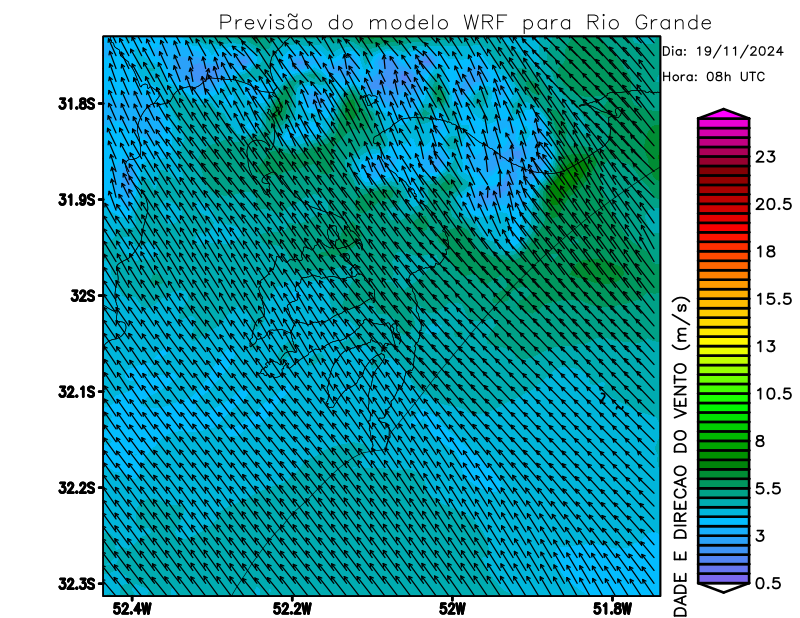 Previsão do modelo WRF para Rio Grande
Dia: 19/11/2024
Hora: 08h UTC
31.8S
31.9S
32S
32.1S
32.2S
32.3S
52.4W
52.2W
52W
51.8W
DADE E DIRECAO DO VENTO (m/s)
23
20.5
18
15.5
13
10.5
8
5.5
3
0.5